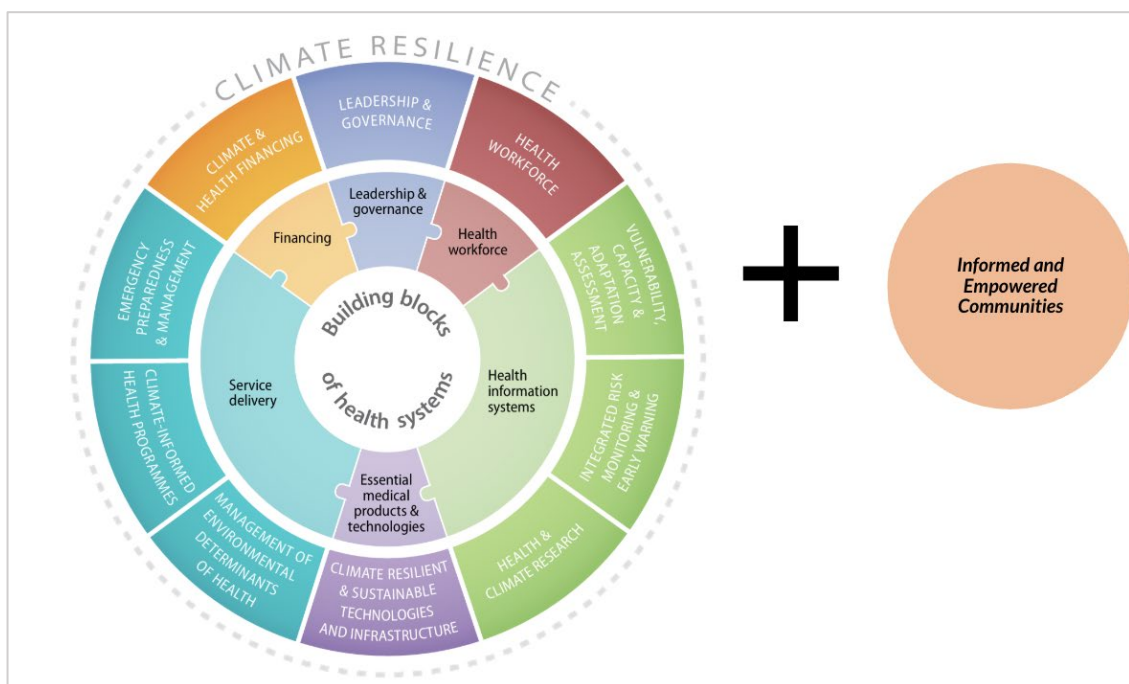 CLIMATE RESILIENCE
LEADERSHIP &
GOVERNANCE
HEALTH
WORKFORCE
VULNERABILITY,
CAPACITY &
ADAPTATION
ASSESSMENT
INTEGRATED RISK
MONITORING &
EARLY WARNING
HEALTH &
CLIMATE RESEARCH
CLIMATE RESILIENT
& SUSTAINABLE
TECHNOLOGIES
AND INFRASTRUCTURE
MANAGEMENT OF
ENVIRONMENTAL
DETERMINANTS
OF HEALTH
CLIMATE-INFORMED
HEALTH PROGRAMMES
EMERGENCY
PREPAREDNESS
& MANAGEMENT
CLIMATE &
HEALTH FINANCING
Leadership &
governance
Health
workforce
Health information
systems
Essential
medical
products &
technologies
Service
delivery
Financing
Building blocks
of health systems
+
Informed and
Empowered
Communities